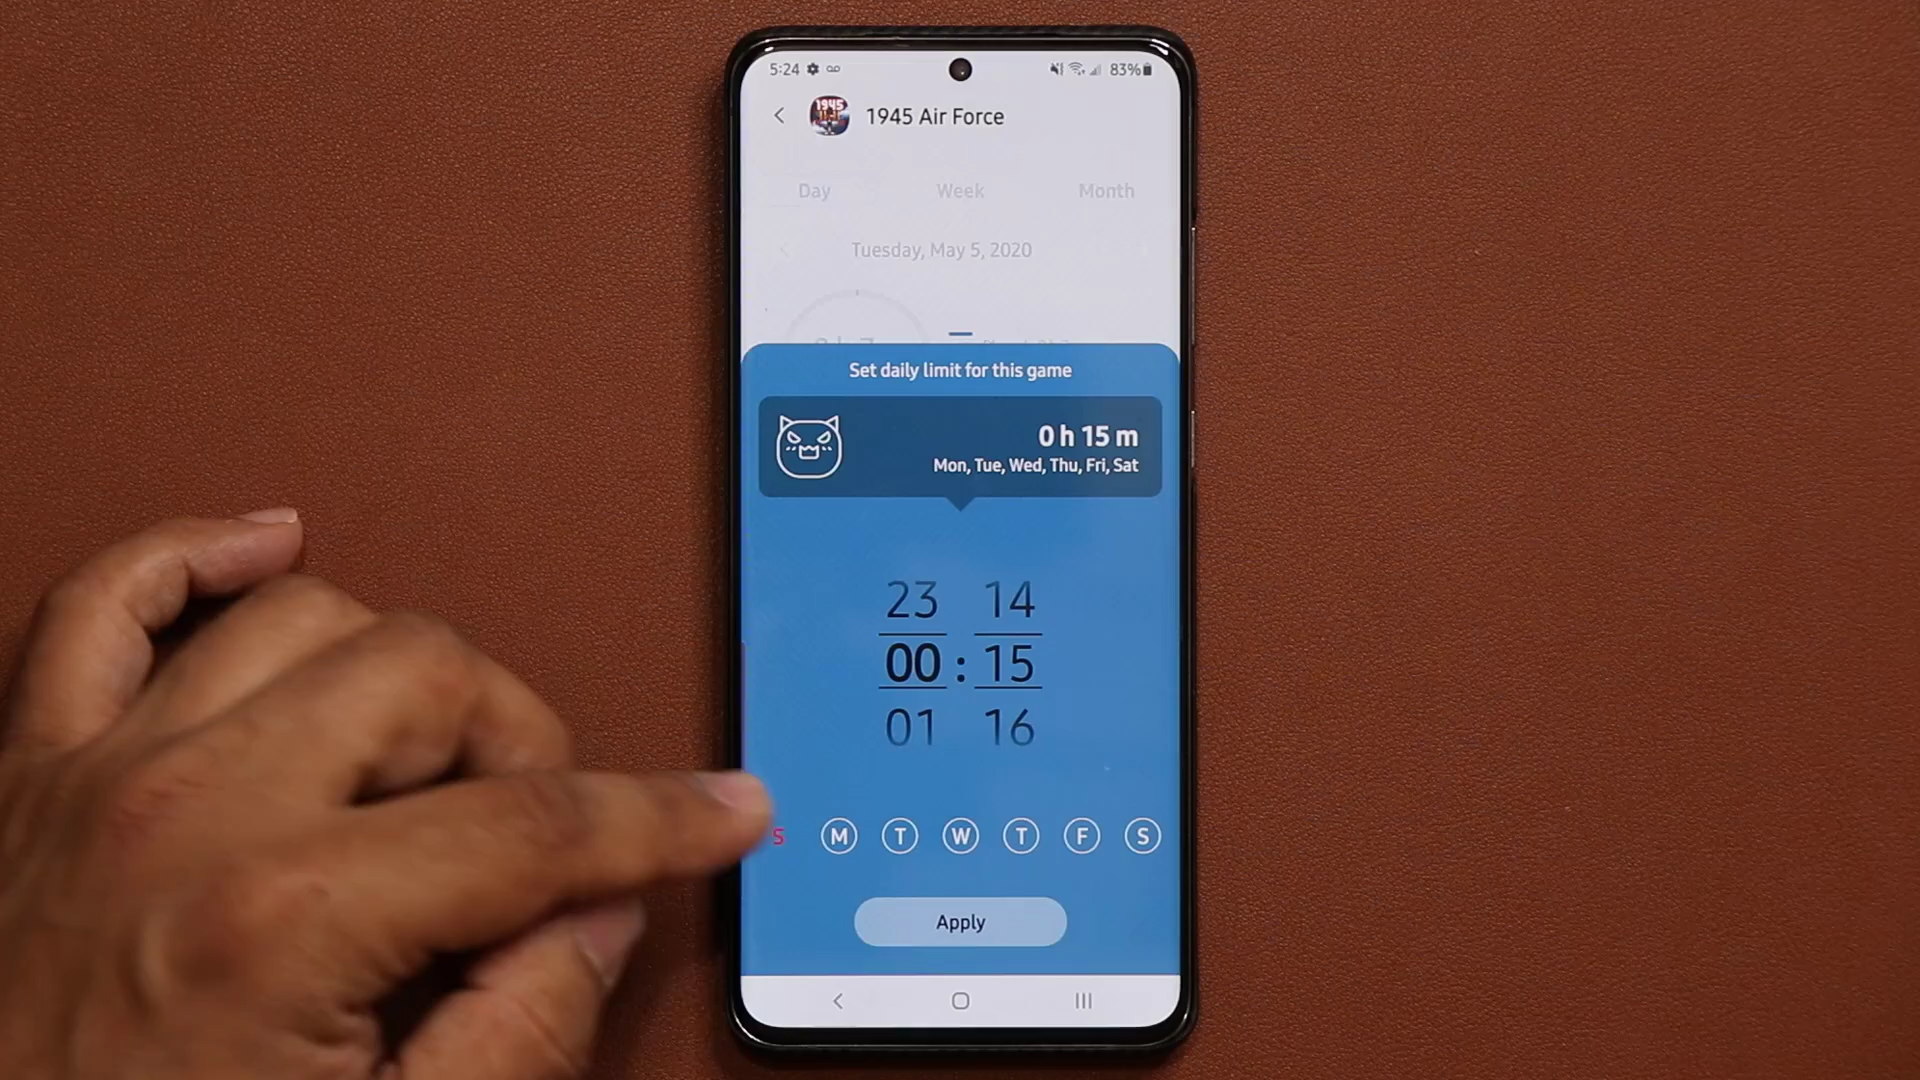 5:24 83%
1945 Air Force
Day Week Month
Tuesday, May 5, 2020
Set daily limit for this game
0 h 15 m
Mon, Tue, Wed, Thu, Fri, Sat
23 14
00 : 15
01 16
S M T W T F S
Apply